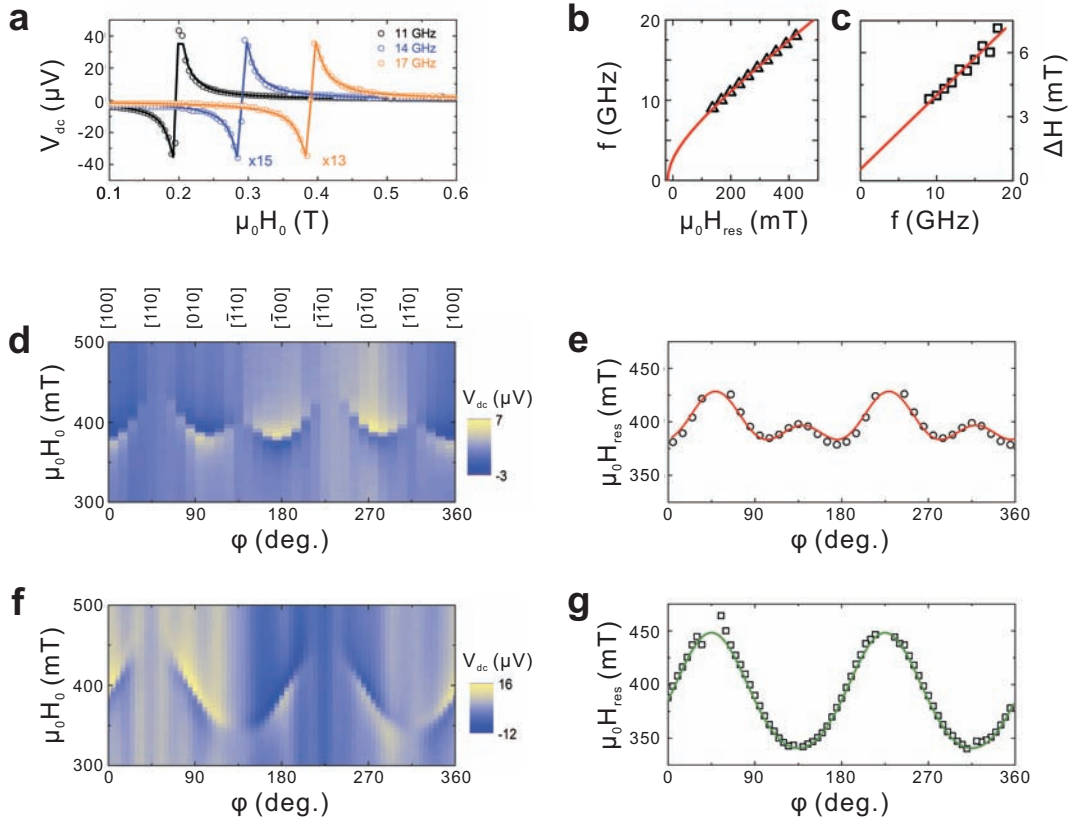 a
V_dc (µV)
40
20
0
-20
-40
11 GHz
14 GHz
17 GHz
x15
x13
0.1 0.2 0.3 0.4 0.5 0.6
µ₀H₀ (T)
b
f (GHz)
20
10
0
0 200 400
µ₀H_res (mT)
c
6
3
0
ΔH (mT)
0 10 20
f (GHz)
d
[100] [110] [010] [1̄10] [1̄00] [1̄1̄0] [01̄0] [11̄0] [100]
µ₀H₀ (mT)
500
400
300
0 90 180 270 360
φ (deg.)
V_dc (µV)
7
-3
e
µ₀H_res (mT)
450
400
350
0 90 180 270 360
φ (deg.)
f
µ₀H₀ (mT)
500
400
300
0 90 180 270 360
φ (deg.)
V_dc (µV)
16
-12
g
µ₀H_res (mT)
450
400
350
0 90 180 270 360
φ (deg.)